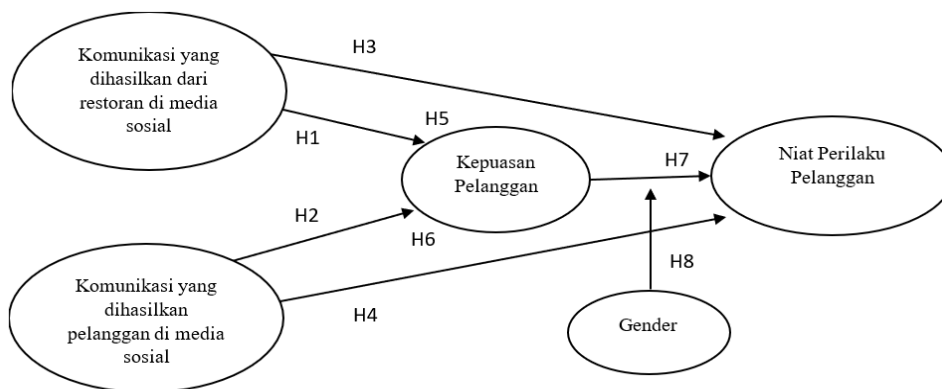 Komunikasi yang
dihasilkan dari
restoran di media
sosial
H3
H1
H5
Kepuasan
Pelanggan
H7
Niat Perilaku
Pelanggan
H2
H6
Komunikasi yang
dihasilkan
pelanggan di media
sosial
H4
H8
Gender